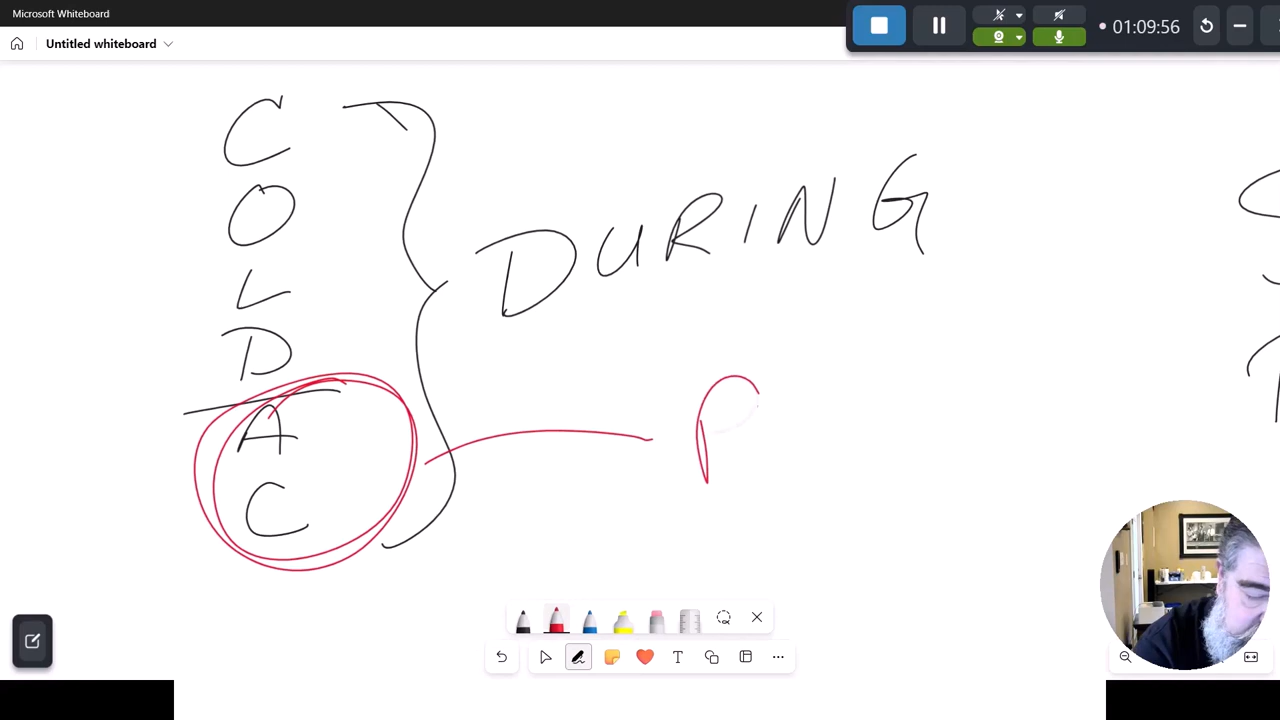 Microsoft Whiteboard
Untitled whiteboard
01:09:56
C
O
L
D
A
C
DURING
P